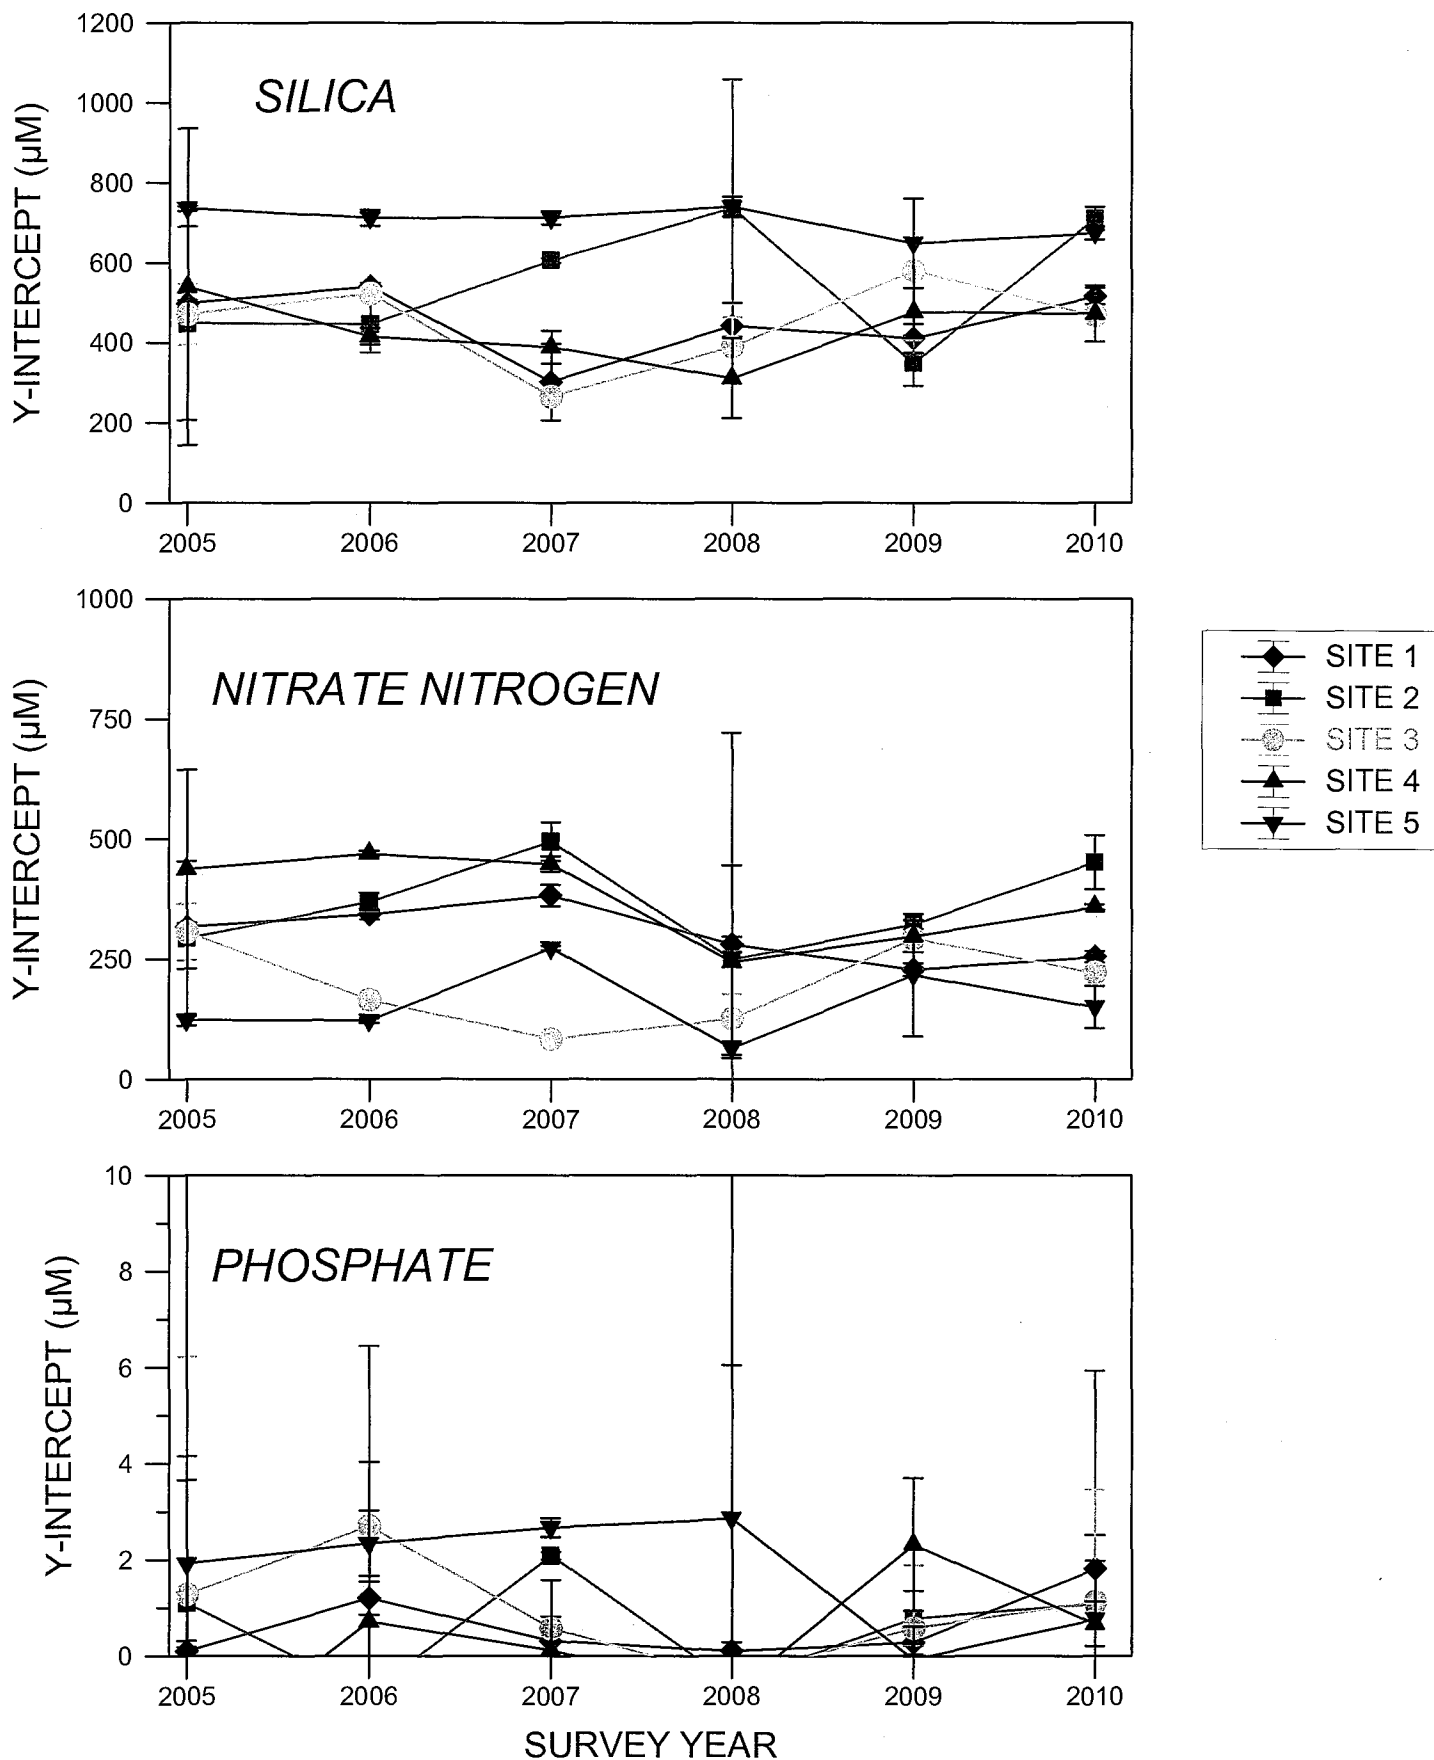 SILICA
Y-INTERCEPT (µM)
1200
1000
800
600
400
200
0
2005 2006 2007 2008 2009 2010
NITRATE NITROGEN
Y-INTERCEPT (µM)
1000
750
500
250
0
2005 2006 2007 2008 2009 2010
SITE 1
SITE 2
SITE 3
SITE 4
SITE 5
PHOSPHATE
Y-INTERCEPT (µM)
10
8
6
4
2
0
2005 2006 2007 2008 2009 2010
SURVEY YEAR